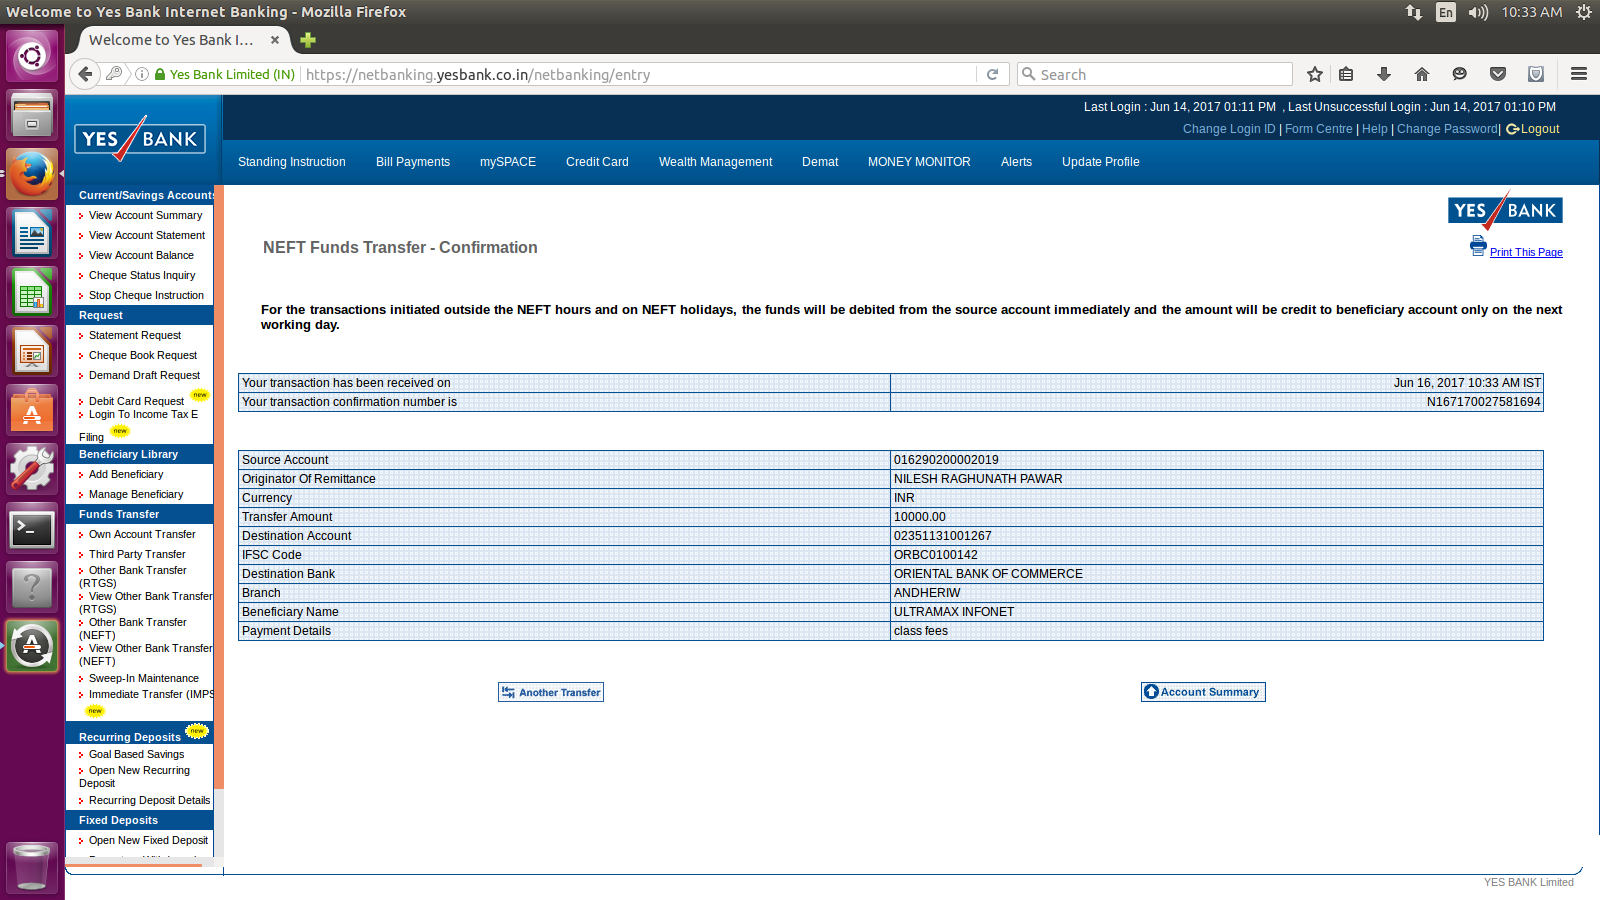 Welcome to Yes Bank Internet Banking - Mozilla Firefox
En
10:33 AM
Welcome to Yes Bank I...
Yes Bank Limited (IN)
https://netbanking.yesbank.co.in/netbanking/entry
Search
YES BANK
Last Login : Jun 14, 2017 01:11 PM , Last Unsuccessful Login : Jun 14, 2017 01:10 PM
Change Login ID | Form Centre | Help | Change Password| Logout
Standing Instruction Bill Payments mySPACE Credit Card Wealth Management Demat MONEY MONITOR Alerts Update Profile
Current/Savings Accounts
View Account Summary
View Account Statement
View Account Balance
Cheque Status Inquiry
Stop Cheque Instruction
Request
Statement Request
Cheque Book Request
Demand Draft Request
Debit Card Request new
Login To Income Tax E
Filing new
Beneficiary Library
Add Beneficiary
Manage Beneficiary
Funds Transfer
Own Account Transfer
Third Party Transfer
Other Bank Transfer
(RTGS)
View Other Bank Transfer
(RTGS)
Other Bank Transfer
(NEFT)
View Other Bank Transfer
(NEFT)
Sweep-In Maintenance
Immediate Transfer (IMPS
new
Recurring Deposits new
Goal Based Savings
Open New Recurring
Deposit
Recurring Deposit Details
Fixed Deposits
Open New Fixed Deposit
YES BANK
Print This Page
NEFT Funds Transfer - Confirmation
For the transactions initiated outside the NEFT hours and on NEFT holidays, the funds will be debited from the source account immediately and the amount will be credit to beneficiary account only on the next
working day.
Your transaction has been received on Jun 16, 2017 10:33 AM IST
Your transaction confirmation number is N167170027581694
Source Account 016290200002019
Originator Of Remittance NILESH RAGHUNATH PAWAR
Currency INR
Transfer Amount 10000.00
Destination Account 02351131001267
IFSC Code ORBC0100142
Destination Bank ORIENTAL BANK OF COMMERCE
Branch ANDHERIW
Beneficiary Name ULTRAMAX INFONET
Payment Details class fees
Another Transfer
Account Summary
YES BANK Limited